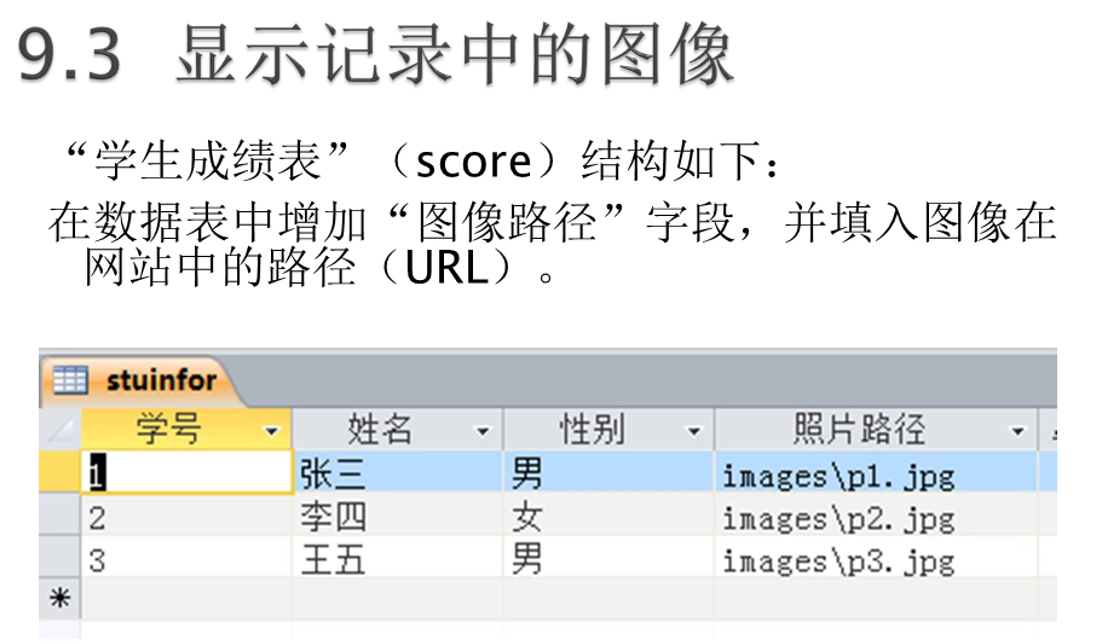 9.3 显示记录中的图像
“学生成绩表”（score）结构如下：
在数据表中增加“图像路径”字段，并填入图像在
网站中的路径（URL）。
stuinfor
学号 姓名 性别 照片路径
1 张三 男 images\p1.jpg
2 李四 女 images\p2.jpg
3 王五 男 images\p3.jpg